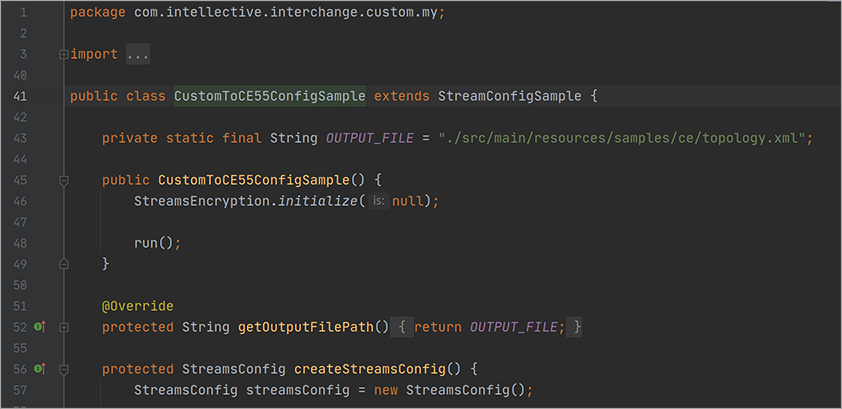 1 package com.intellective.interchange.custom.my;
2
3 import ...
40
41 public class CustomToCE55ConfigSample extends StreamConfigSample {
42
43 private static final String OUTPUT_FILE = "./src/main/resources/samples/ce/topology.xml";
44
45 public CustomToCE55ConfigSample() {
46 StreamsEncryption.initialize( is: null);
47
48 run();
49 }
50
51 @Override
52 protected String getOutputFilePath() { return OUTPUT_FILE; }
55
56 protected StreamsConfig createStreamsConfig() {
57 StreamsConfig streamsConfig = new StreamsConfig();